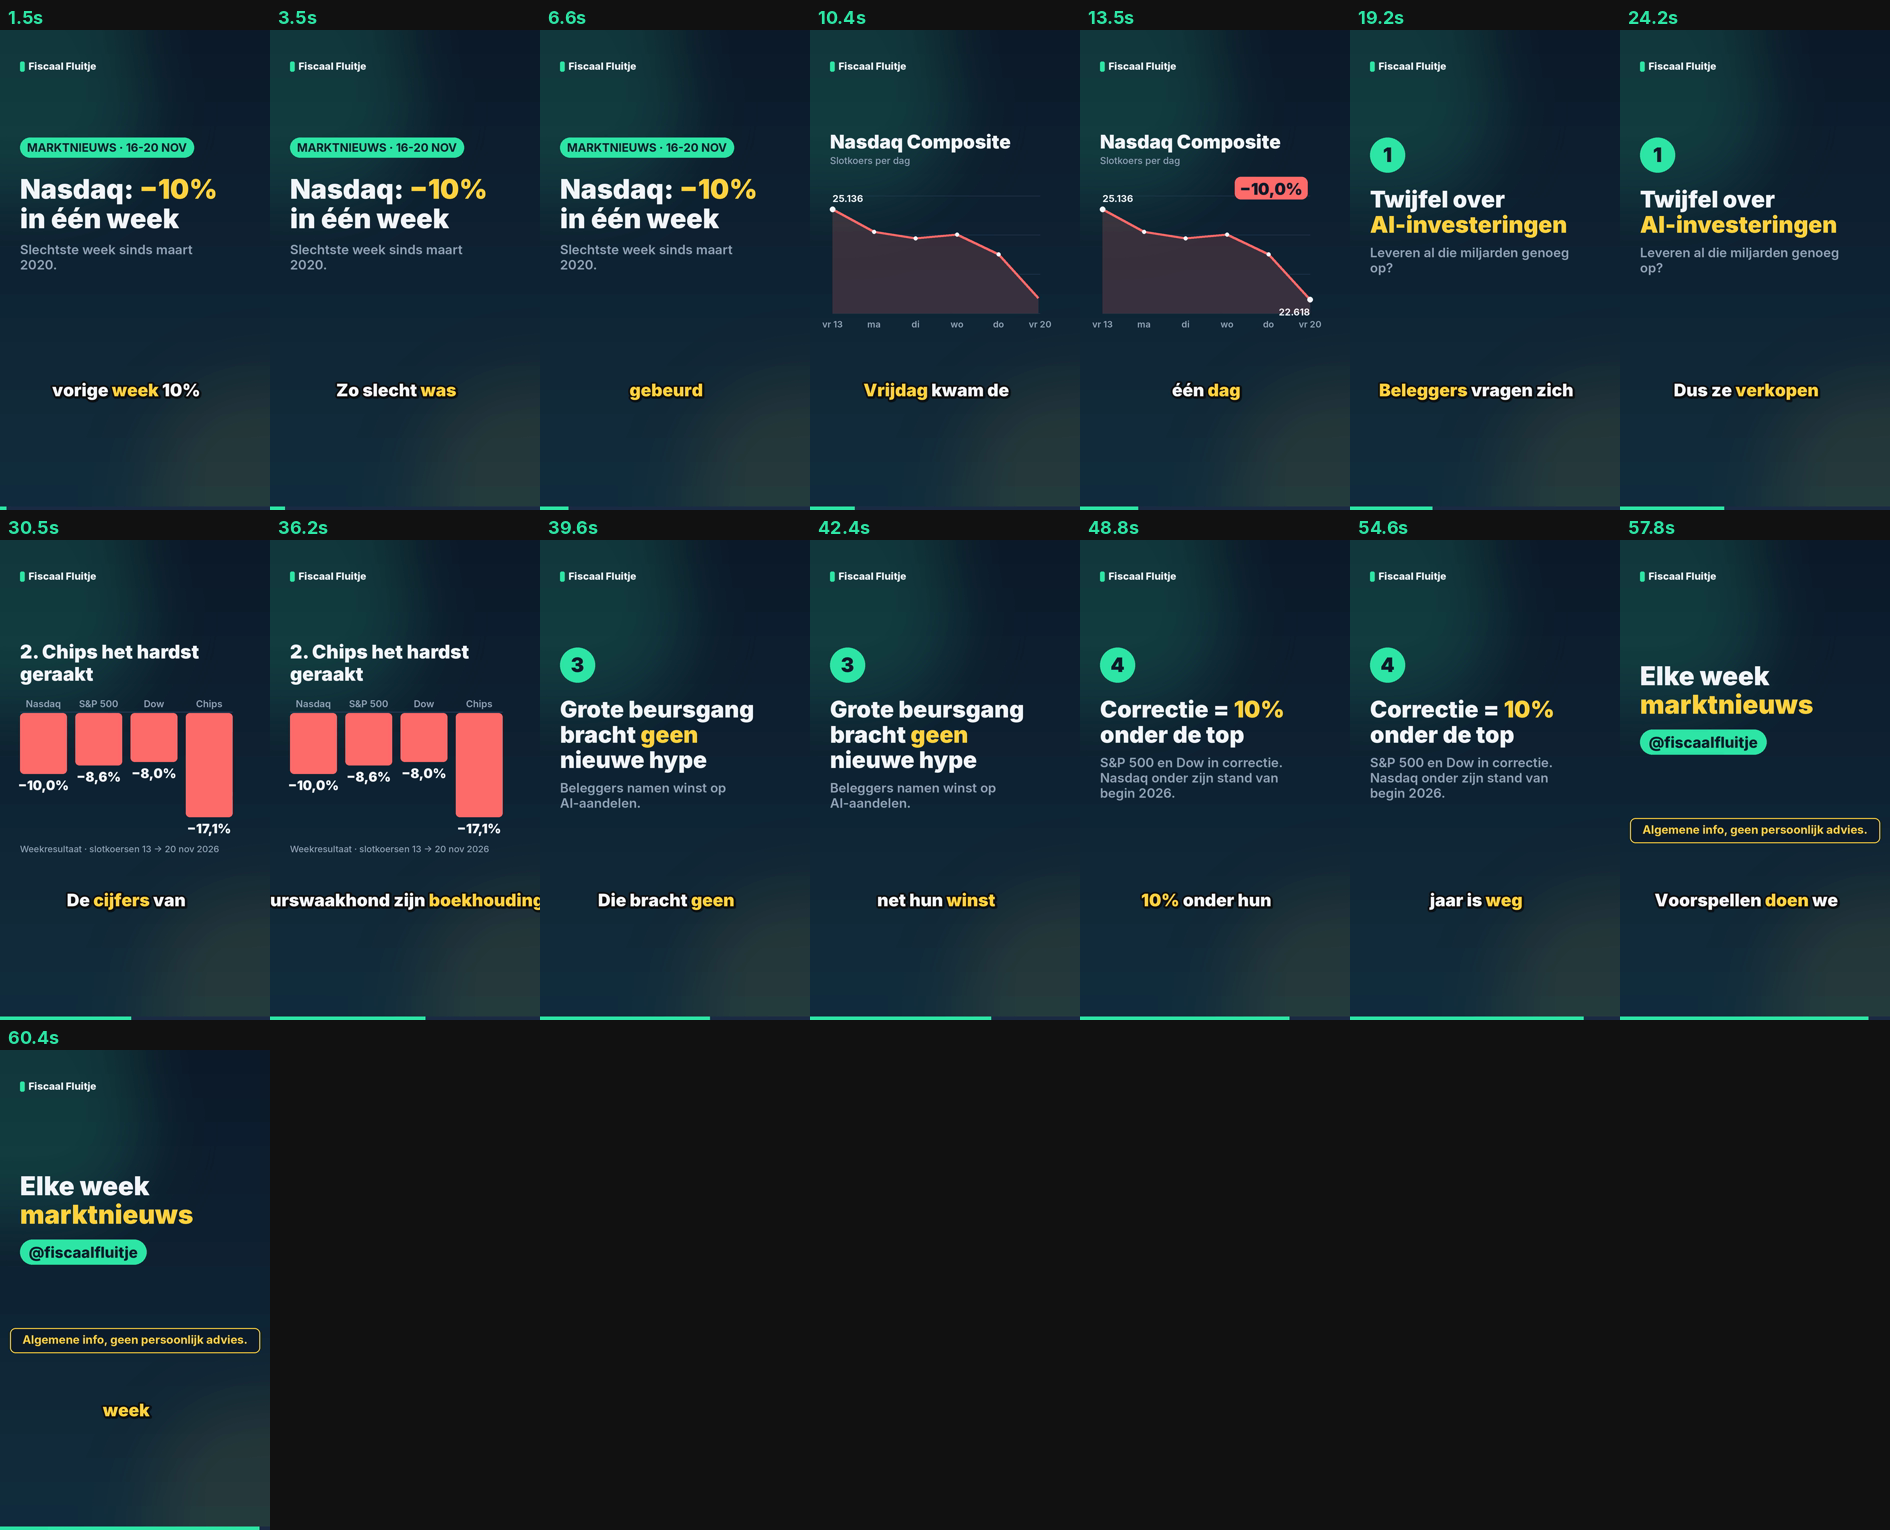 1.5s
Fiscaal Fluitje
MARKTNIEUWS · 16-20 NOV
Nasdaq: −10%
in één week
Slechtste week sinds maart
2020.
vorige week 10%
3.5s
Fiscaal Fluitje
MARKTNIEUWS · 16-20 NOV
Nasdaq: −10%
in één week
Slechtste week sinds maart
2020.
Zo slecht was
6.6s
Fiscaal Fluitje
MARKTNIEUWS · 16-20 NOV
Nasdaq: −10%
in één week
Slechtste week sinds maart
2020.
gebeurd
10.4s
Fiscaal Fluitje
Nasdaq Composite
Slotkoers per dag
25.136
vr 13 ma di wo do vr 20
Vrijdag kwam de
13.5s
Fiscaal Fluitje
Nasdaq Composite
Slotkoers per dag
−10,0%
25.136
22.618
vr 13 ma di wo do vr 20
één dag
19.2s
Fiscaal Fluitje
1
Twijfel over
AI-investeringen
Leveren al die miljarden genoeg
op?
Beleggers vragen zich
24.2s
Fiscaal Fluitje
1
Twijfel over
AI-investeringen
Leveren al die miljarden genoeg
op?
Dus ze verkopen
30.5s
Fiscaal Fluitje
2. Chips het hardst
geraakt
Nasdaq S&P 500 Dow Chips
−10,0% −8,6% −8,0% −17,1%
Weekresultaat · slotkoersen 13 → 20 nov 2026
De cijfers van
36.2s
Fiscaal Fluitje
2. Chips het hardst
geraakt
Nasdaq S&P 500 Dow Chips
−10,0% −8,6% −8,0% −17,1%
Weekresultaat · slotkoersen 13 → 20 nov 2026
urswaakhond zijn boekhouding
39.6s
Fiscaal Fluitje
3
Grote beursgang
bracht geen
nieuwe hype
Beleggers namen winst op
AI-aandelen.
Die bracht geen
42.4s
Fiscaal Fluitje
3
Grote beursgang
bracht geen
nieuwe hype
Beleggers namen winst op
AI-aandelen.
net hun winst
48.8s
Fiscaal Fluitje
4
Correctie = 10%
onder de top
S&P 500 en Dow in correctie.
Nasdaq onder zijn stand van
begin 2026.
10% onder hun
54.6s
Fiscaal Fluitje
4
Correctie = 10%
onder de top
S&P 500 en Dow in correctie.
Nasdaq onder zijn stand van
begin 2026.
jaar is weg
57.8s
Fiscaal Fluitje
Elke week
marktnieuws
@fiscaalfluitje
Algemene info, geen persoonlijk advies.
Voorspellen doen we
60.4s
Fiscaal Fluitje
Elke week
marktnieuws
@fiscaalfluitje
Algemene info, geen persoonlijk advies.
week